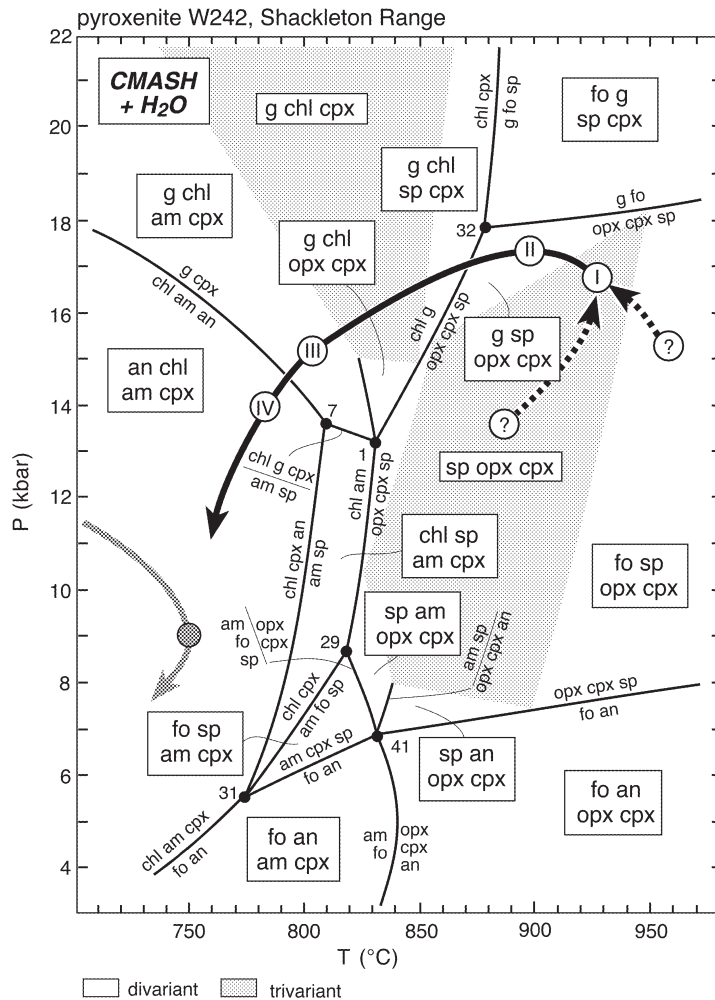 pyroxenite W242, Shackleton Range
22
20
18
16
14
12
10
8
6
4
P (kbar)
CMASH
+ H2O
g chl cpx
chl cpx
g fo sp
fo g
sp cpx
g chl
sp cpx
g chl
am cpx
g fo
opx cpx sp
32
g chl
opx cpx
II
I
g cpx
chl am an
chl g
opx cpx sp
g sp
opx cpx
?
III
an chl
am cpx
IV
7
?
1
chl g cpx
am sp
chl am
opx cpx sp
sp opx cpx
chl cpx an
am sp
chl sp
am cpx
fo sp
opx cpx
am
fo
sp
opx
cpx
sp am
opx cpx
am sp
opx cpx an
29
chl cpx
am fo sp
opx cpx sp
fo an
fo sp
am cpx
am cpx sp
fo an
41
sp an
opx cpx
31
fo an
opx cpx
chl am cpx
fo an
fo an
am cpx
am
fo
opx
cpx
an
750
800
850
900
950
T (°C)
divariant
trivariant